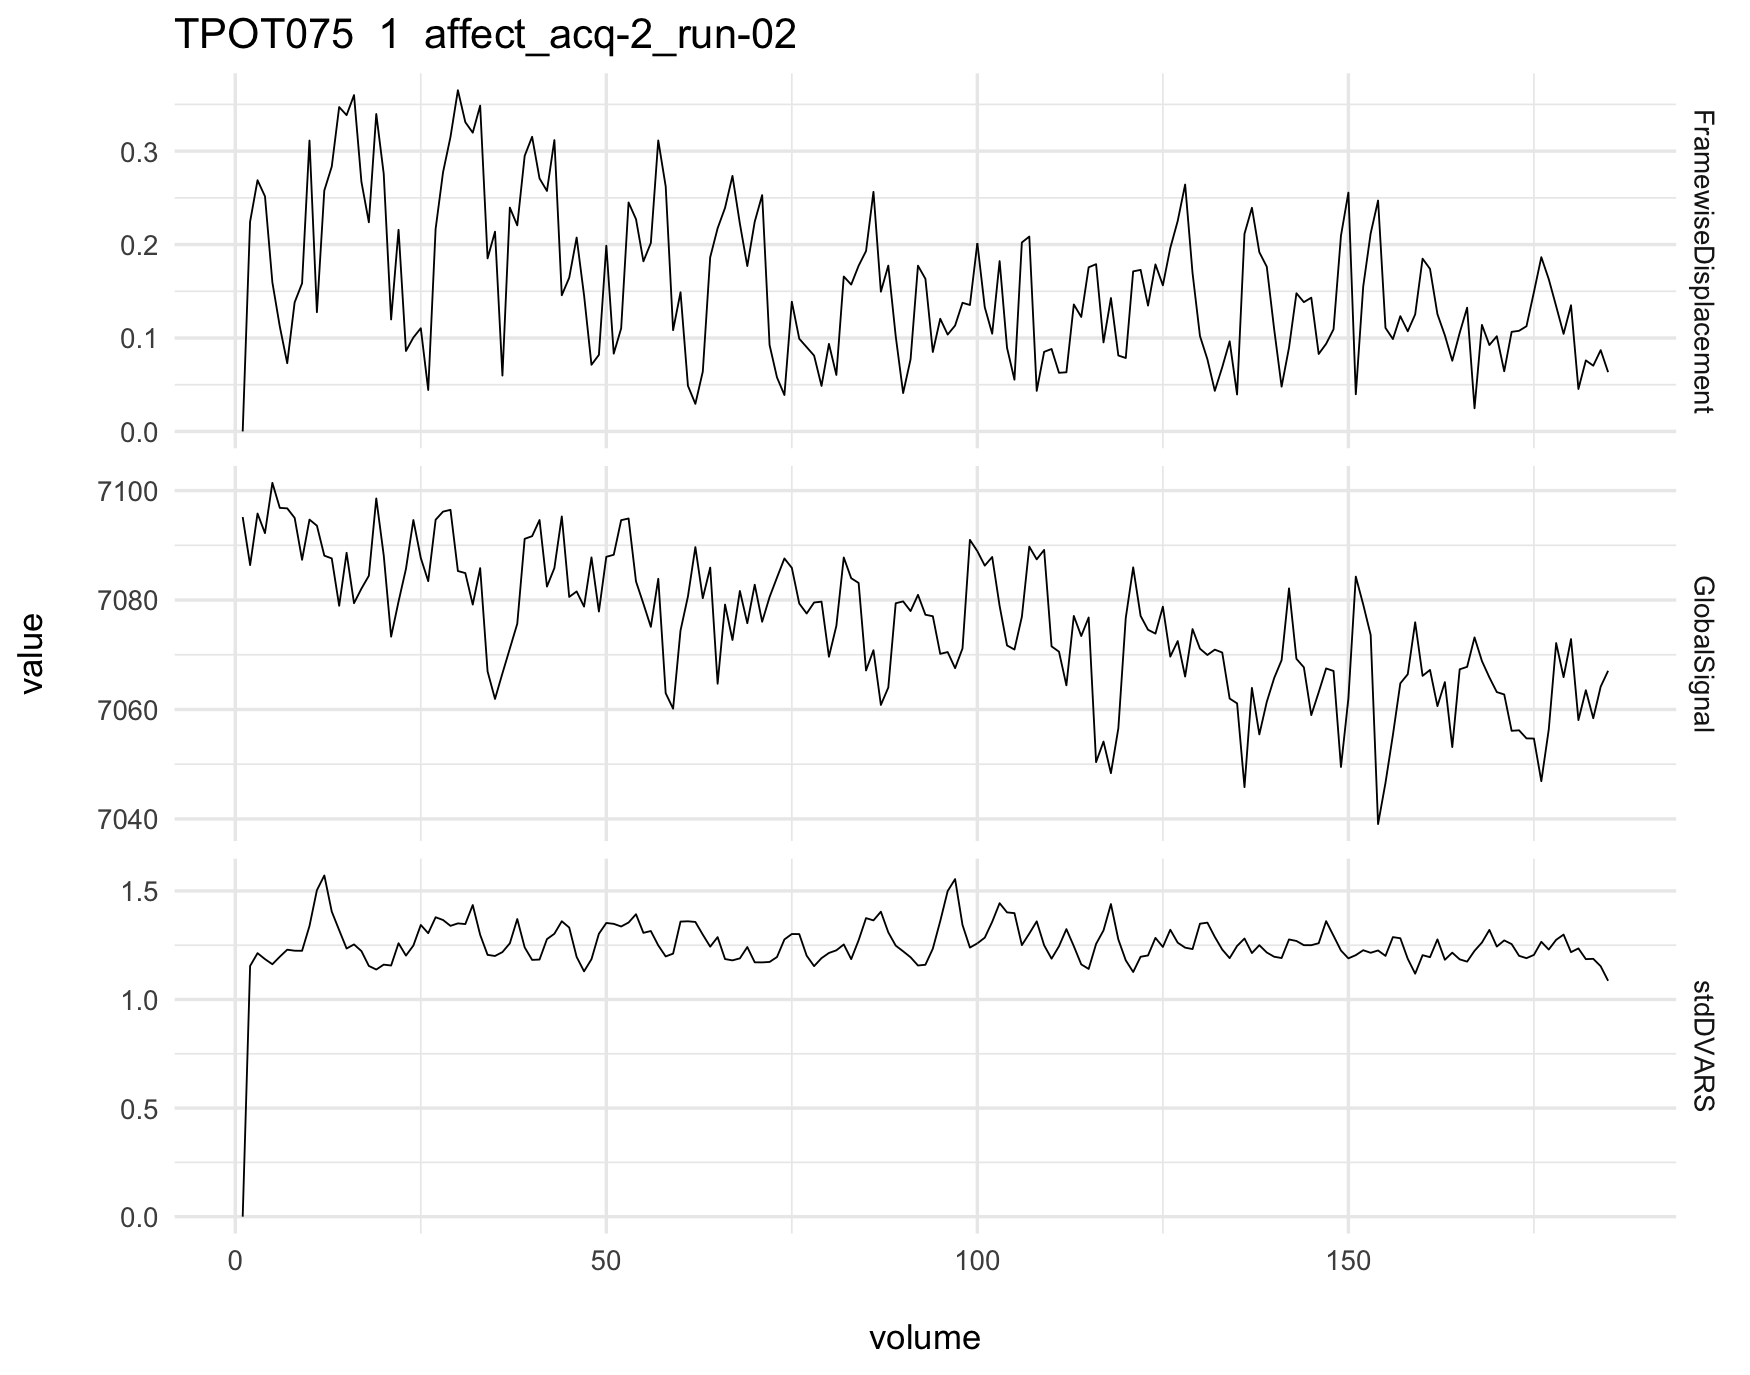 TPOT075 1 affect_acq-2_run-02
0.3
0.2
0.1
0.0
FramewiseDisplacement
7100
7080
7060
7040
GlobalSignal
value
1.5
1.0
0.5
0.0
stdDVARS
0 50 100 150
volume